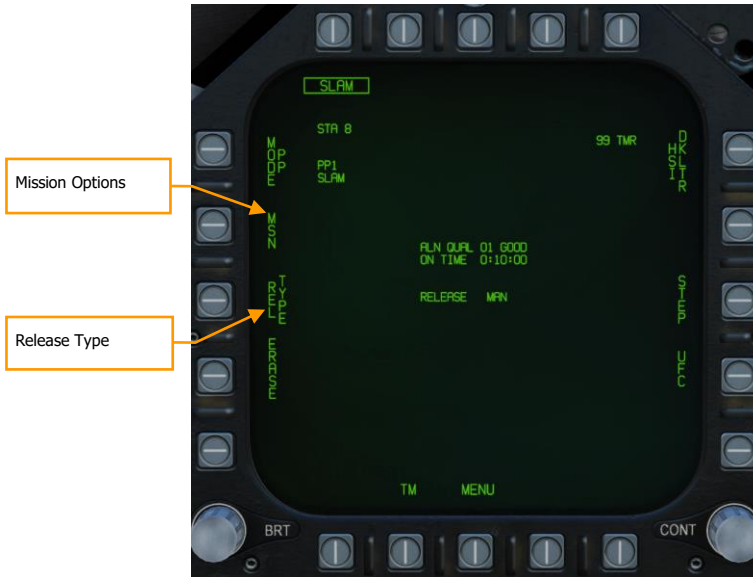 SLAM
STA 8
99 TMR
MODE PP
HSI DKLTR
PP1
SLAM
Mission Options
MSN
ALN QUAL 01 GOOD
ON TIME 0:10:00
REL TYPE
STEP
RELEASE MAN
Release Type
ERASE
UFC
TM MENU
BRT
CONT